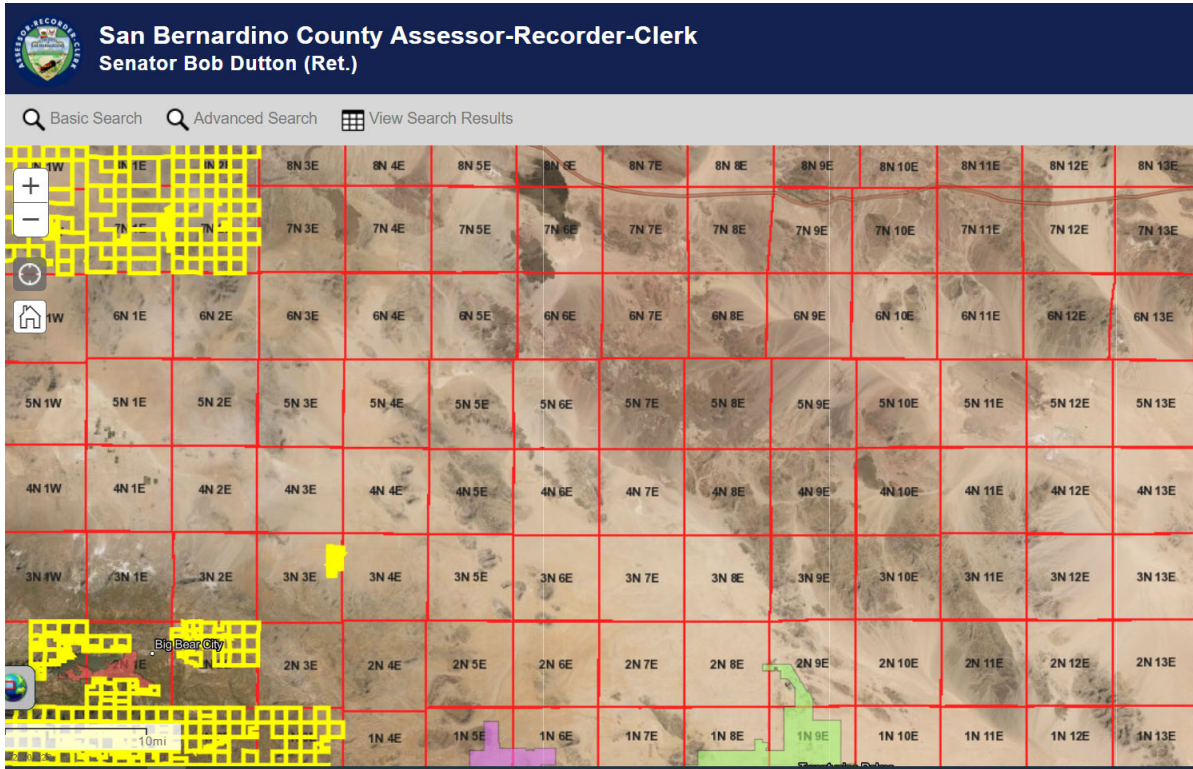 ASSESSOR-RECORDER-CLERK
San Bernardino County Assessor-Recorder-Clerk
Senator Bob Dutton (Ret.)
Basic Search Advanced Search View Search Results
1W 1E 8N 3E 8N 4E 8N 5E 8N 6E 8N 7E 8N 8E 8N 9E 8N 10E 8N 11E 8N 12E 8N 13E
+
−
7N 3E 7N 4E 7N 5E 7N 6E 7N 7E 7N 8E 7N 9E 7N 10E 7N 11E 7N 12E 7N 13E
1W 6N 1E 6N 2E 6N 3E 6N 4E 6N 5E 6N 6E 6N 7E 6N 8E 6N 9E 6N 10E 6N 11E 6N 12E 6N 13E
5N 1W 5N 1E 5N 2E 5N 3E 5N 4E 5N 5E 5N 6E 5N 7E 5N 8E 5N 9E 5N 10E 5N 11E 5N 12E 5N 13E
4N 1W 4N 1E 4N 2E 4N 3E 4N 4E 4N 5E 4N 6E 4N 7E 4N 8E 4N 9E 4N 10E 4N 11E 4N 12E 4N 13E
3N 1W 3N 1E 3N 2E 3N 3E 3N 4E 3N 5E 3N 6E 3N 7E 3N 8E 3N 9E 3N 10E 3N 11E 3N 12E 3N 13E
Big Bear City
2N 1E 2N 3E 2N 4E 2N 5E 2N 6E 2N 7E 2N 8E 2N 9E 2N 10E 2N 11E 2N 12E 2N 13E
1N 4E 1N 5E 1N 6E 1N 7E 1N 8E 1N 9E 1N 10E 1N 11E 1N 12E 1N 13E
10mi